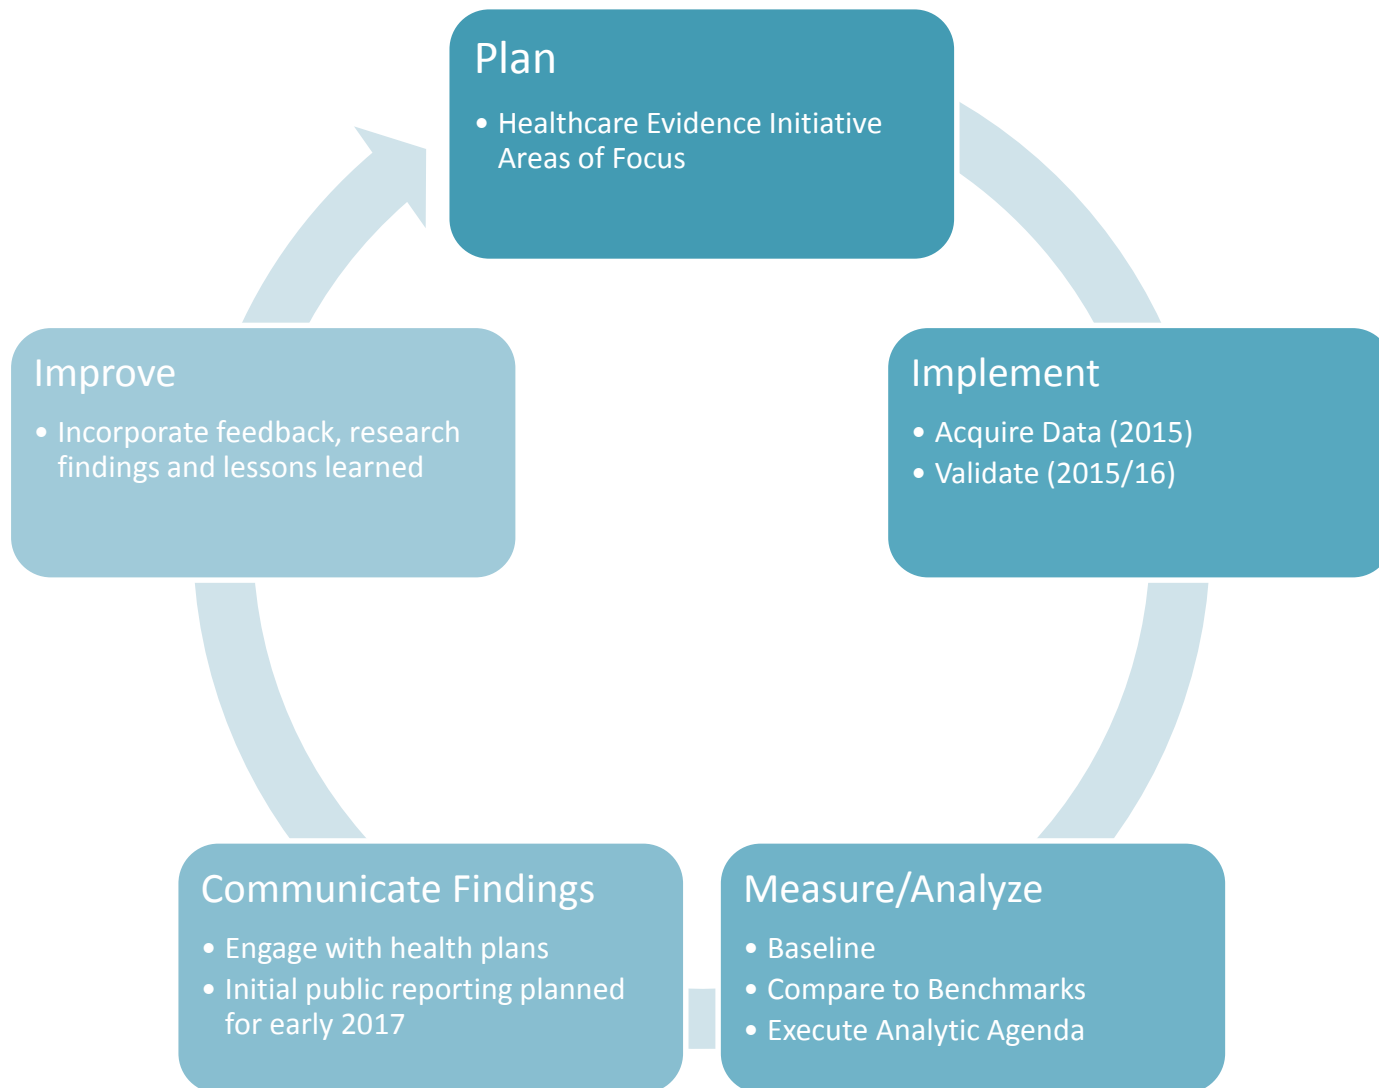 Plan
• Healthcare Evidence Initiative
Areas of Focus
Implement
• Acquire Data (2015)
• Validate (2015/16)
Measure/Analyze
• Baseline
• Compare to Benchmarks
• Execute Analytic Agenda
Communicate Findings
• Engage with health plans
• Initial public reporting planned
for early 2017
Improve
• Incorporate feedback, research
findings and lessons learned